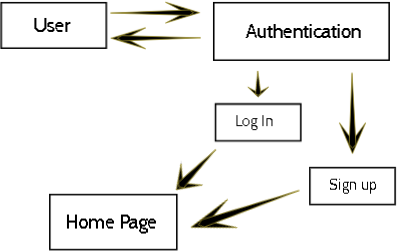 User
Authentication
Log In
Sign up
Home Page